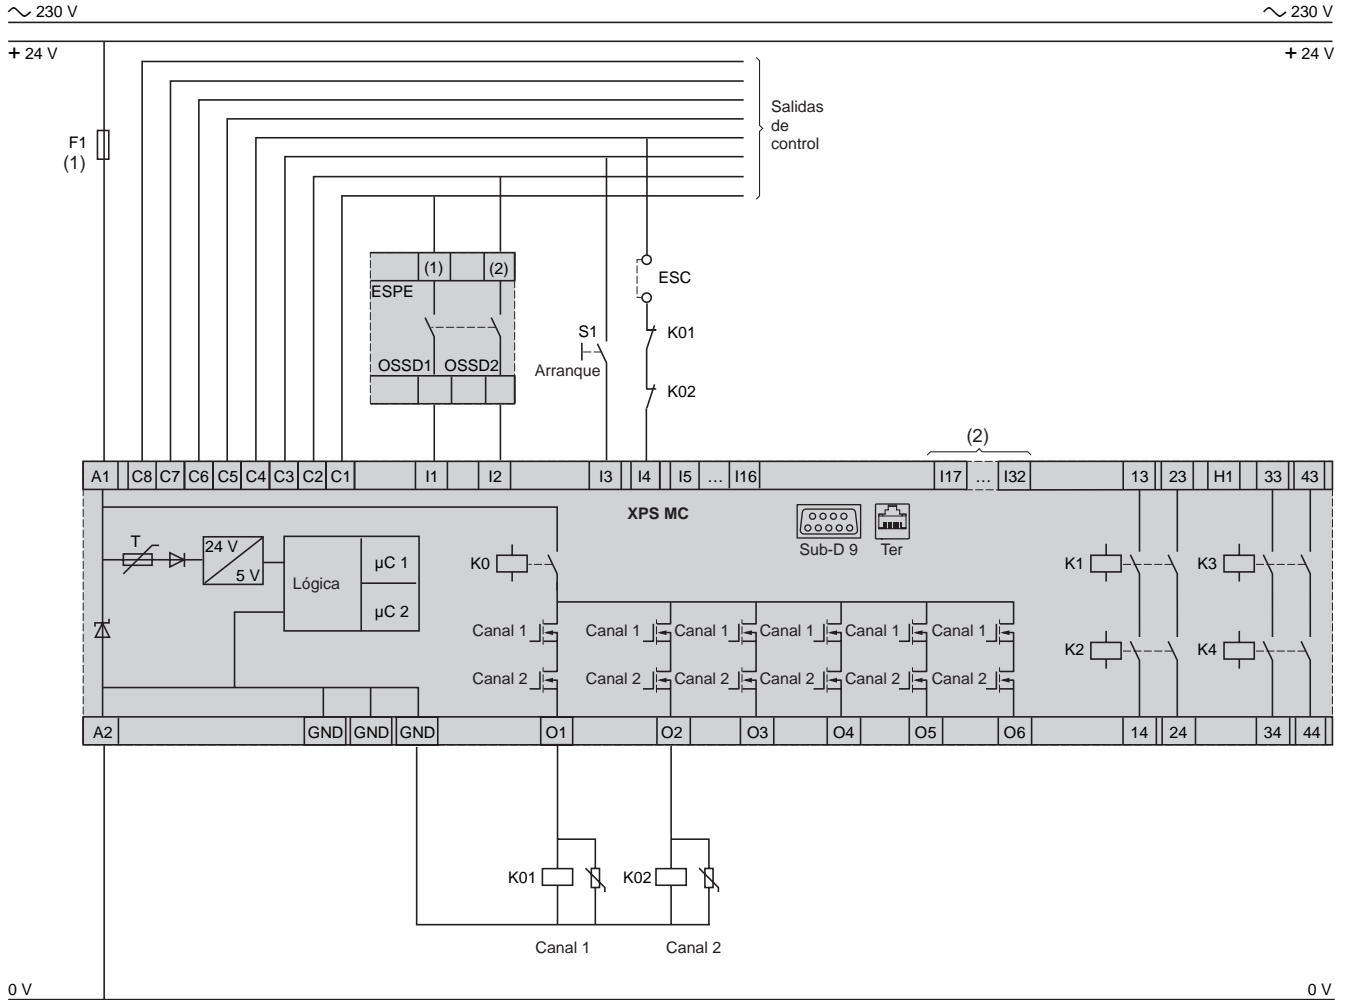 230 V 230 V
+ 24 V + 24 V
Salidas
de
control
F1
(1)
(1) (2)
ESPE
ESC
S1 K01
OSSD1 OSSD2 Arranque
K02
(2)
A1 C8 C7 C6 C5 C4 C3 C2 C1 I1 I2 I3 I4 I5 ... I16 I17 ... I32 13 23 H1 33 43
XPS MC
Sub-D 9 Ter
T 24 V
5 V
Lógica µC 1
µC 2
K0 K1 K3
Canal 1 Canal 1 Canal 1 Canal 1 Canal 1 Canal 1
K2 K4
Canal 2 Canal 2 Canal 2 Canal 2 Canal 2 Canal 2
A2 GND GND GND O1 O2 O3 O4 O5 O6 14 24 34 44
K01 K02
Canal 1 Canal 2
0 V 0 V